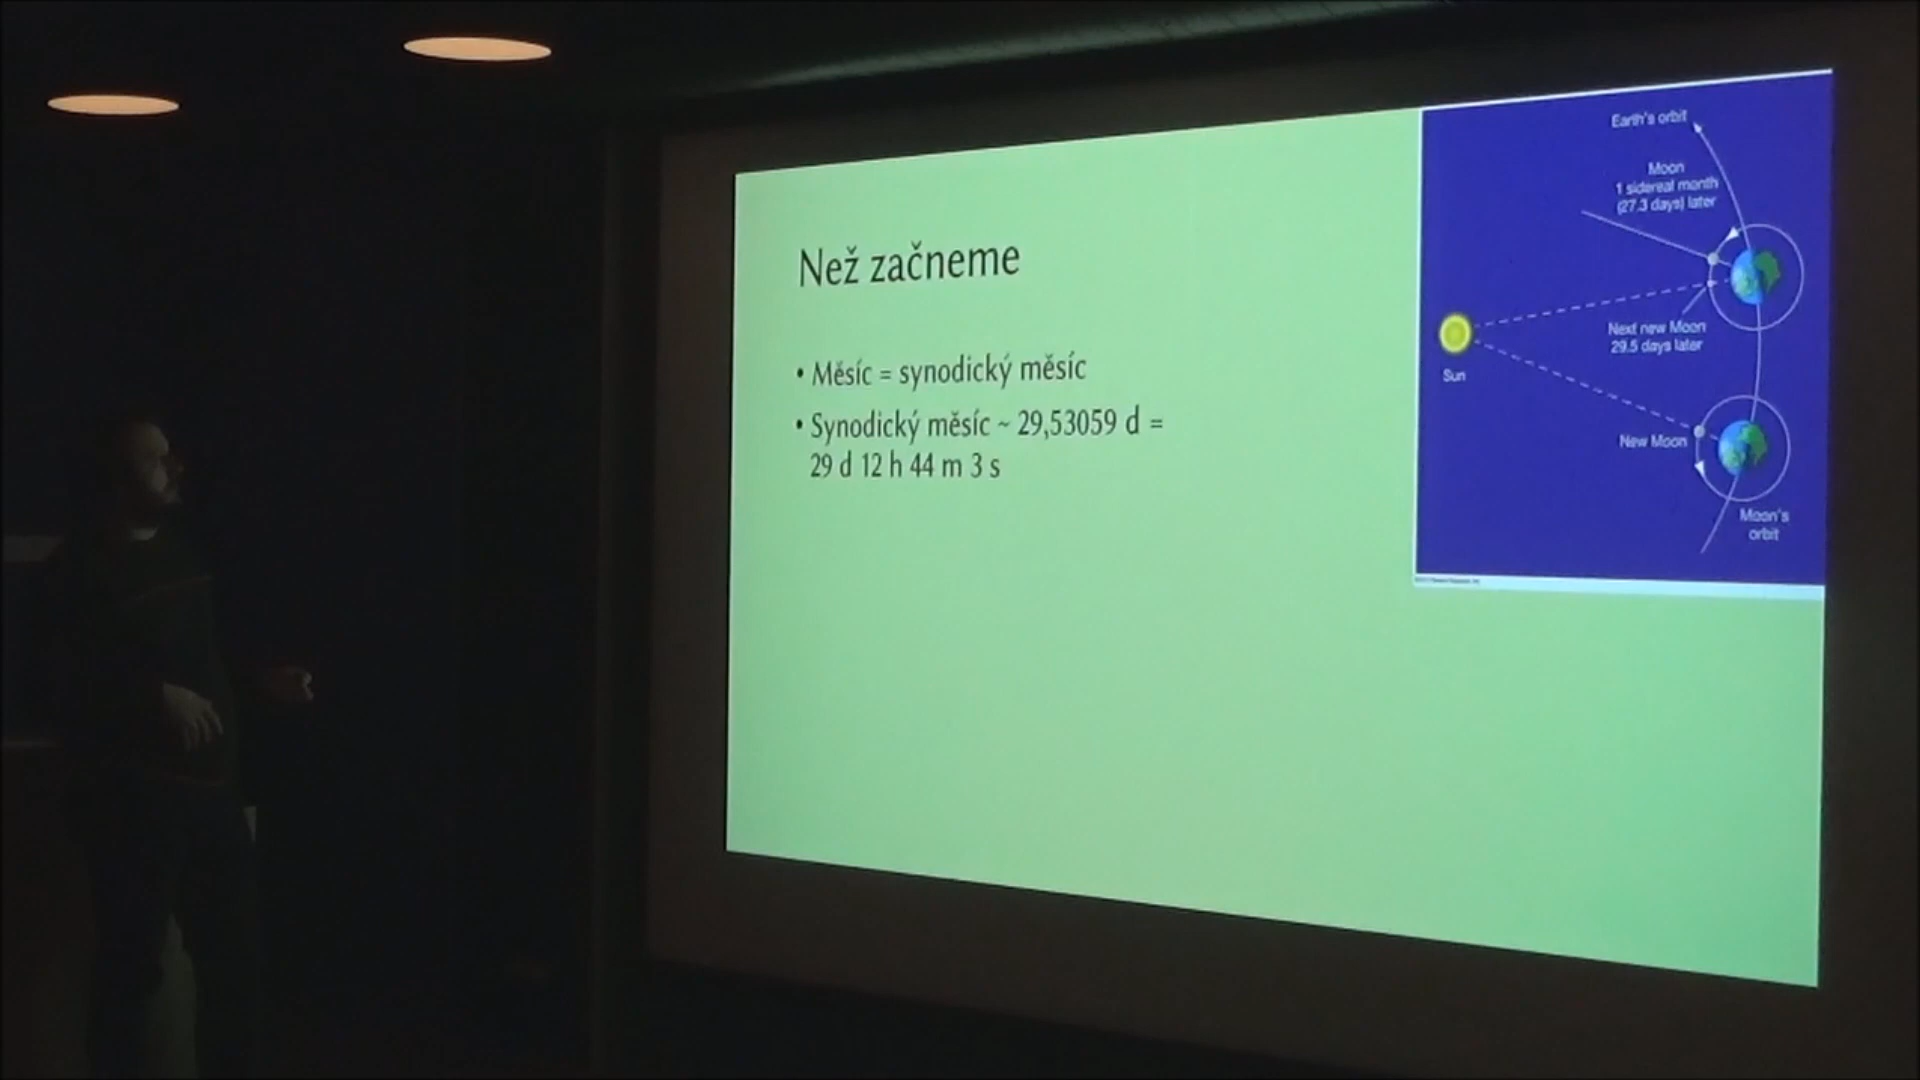 Než začneme
• Měsíc = synodický měsíc
• Synodický měsíc ~ 29,53059 d =
29 d 12 h 44 m 3 s
Earth's orbit
Moon
1 sidereal month
(27.3 days) later
Next new Moon
29.5 days later
Sun
New Moon
Moon's
orbit